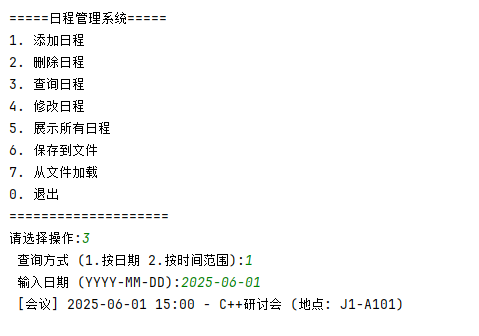 =====日程管理系统=====
1. 添加日程
2. 删除日程
3. 查询日程
4. 修改日程
5. 展示所有日程
6. 保存到文件
7. 从文件加载
0. 退出
====================
请选择操作:3
查询方式 (1.按日期 2.按时间范围):1
输入日期 (YYYY-MM-DD):2025-06-01
[会议] 2025-06-01 15:00 - C++研讨会 (地点: J1-A101)